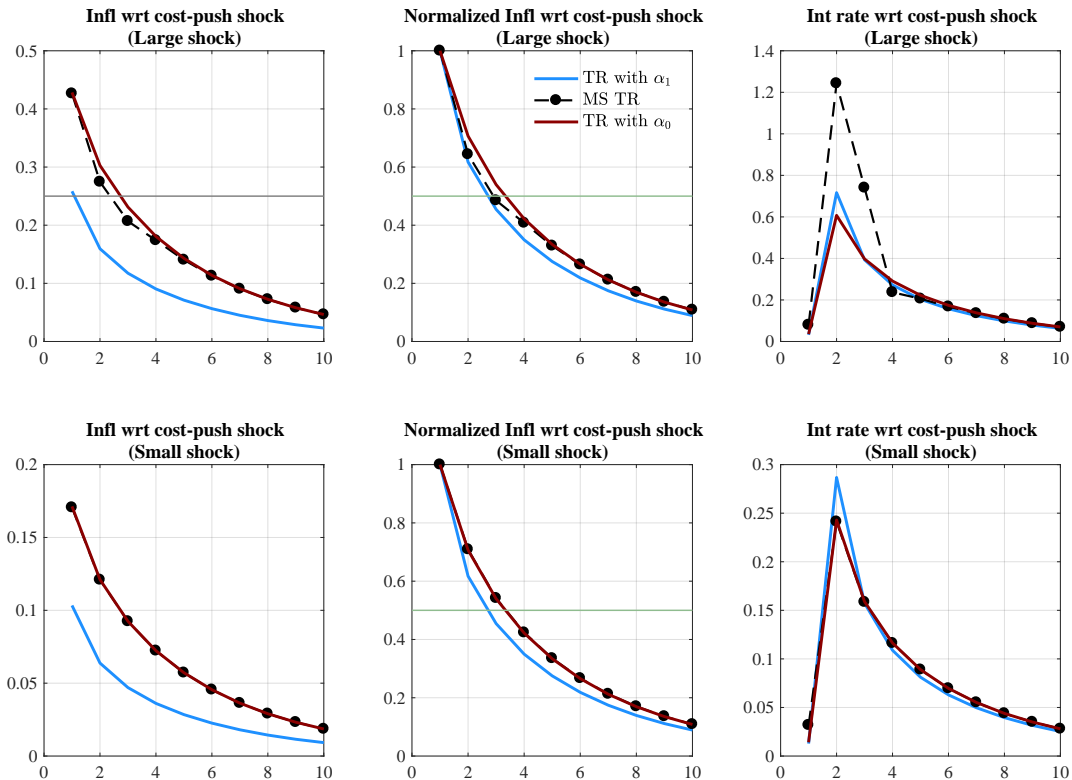 Infl wrt cost-push shock
(Large shock)
0.5
0.4
0.3
0.2
0.1
0
0 2 4 6 8 10
Normalized Infl wrt cost-push shock
(Large shock)
1
0.8
0.6
0.4
0.2
0
0 2 4 6 8 10
TR with α₁
MS TR
TR with α₀
Int rate wrt cost-push shock
(Large shock)
1.4
1.2
1
0.8
0.6
0.4
0.2
0
0 2 4 6 8 10
Infl wrt cost-push shock
(Small shock)
0.2
0.15
0.1
0.05
0
0 2 4 6 8 10
Normalized Infl wrt cost-push shock
(Small shock)
1
0.8
0.6
0.4
0.2
0
0 2 4 6 8 10
Int rate wrt cost-push shock
(Small shock)
0.3
0.25
0.2
0.15
0.1
0.05
0
0 2 4 6 8 10